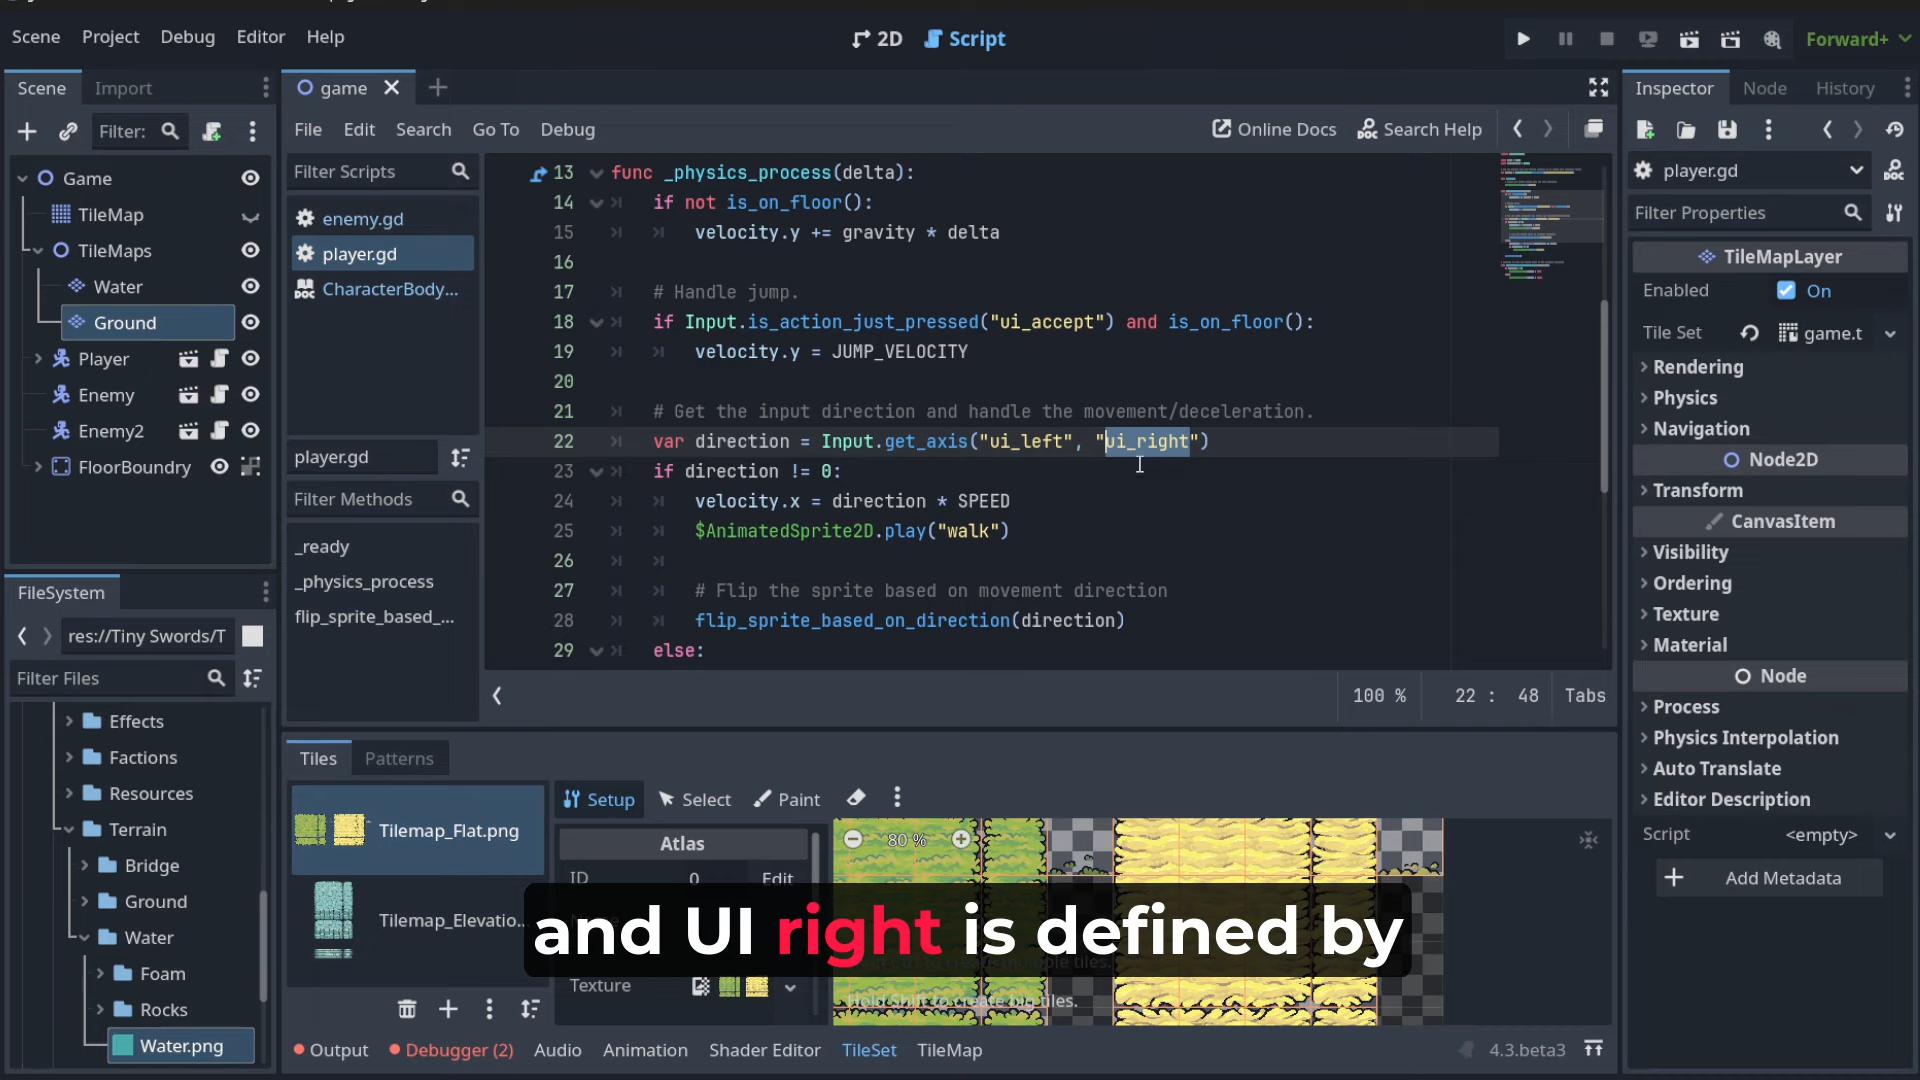 Scene Project Debug Editor Help
2D Script
Forward+
Scene Import
Filter:
Game
TileMap
TileMaps
Water
Ground
Player
Enemy
Enemy2
FloorBoundry
FileSystem
res://Tiny Swords/T
Filter Files
Effects
Factions
Resources
Terrain
Bridge
Ground
Water
Foam
Rocks
Water.png
game
File Edit Search Go To Debug
Online Docs Search Help
Filter Scripts
enemy.gd
player.gd
CharacterBody...
player.gd
Filter Methods
_ready
_physics_process
flip_sprite_based_...
13 func _physics_process(delta):
14 if not is_on_floor():
15 velocity.y += gravity * delta
16
17 # Handle jump.
18 if Input.is_action_just_pressed("ui_accept") and is_on_floor():
19 velocity.y = JUMP_VELOCITY
20
21 # Get the input direction and handle the movement/deceleration.
22 var direction = Input.get_axis("ui_left", "ui_right")
23 if direction != 0:
24 velocity.x = direction * SPEED
25 $AnimatedSprite2D.play("walk")
26
27 # Flip the sprite based on movement direction
28 flip_sprite_based_on_direction(direction)
29 else:
100 % 22 : 48 Tabs
Tiles Patterns
Tilemap_Flat.png
Tilemap_Elevatio...
Setup Select Paint
Atlas
ID 0 Edit
Texture
80 %
Hold Shift to create big tiles.
and UI right is defined by
Output Debugger (2) Audio Animation Shader Editor TileSet TileMap
4.3.beta3
Inspector Node History
player.gd
Filter Properties
TileMapLayer
Enabled On
Tile Set game.t
Rendering
Physics
Navigation
Node2D
Transform
CanvasItem
Visibility
Ordering
Texture
Material
Node
Process
Physics Interpolation
Auto Translate
Editor Description
Script <empty>
Add Metadata